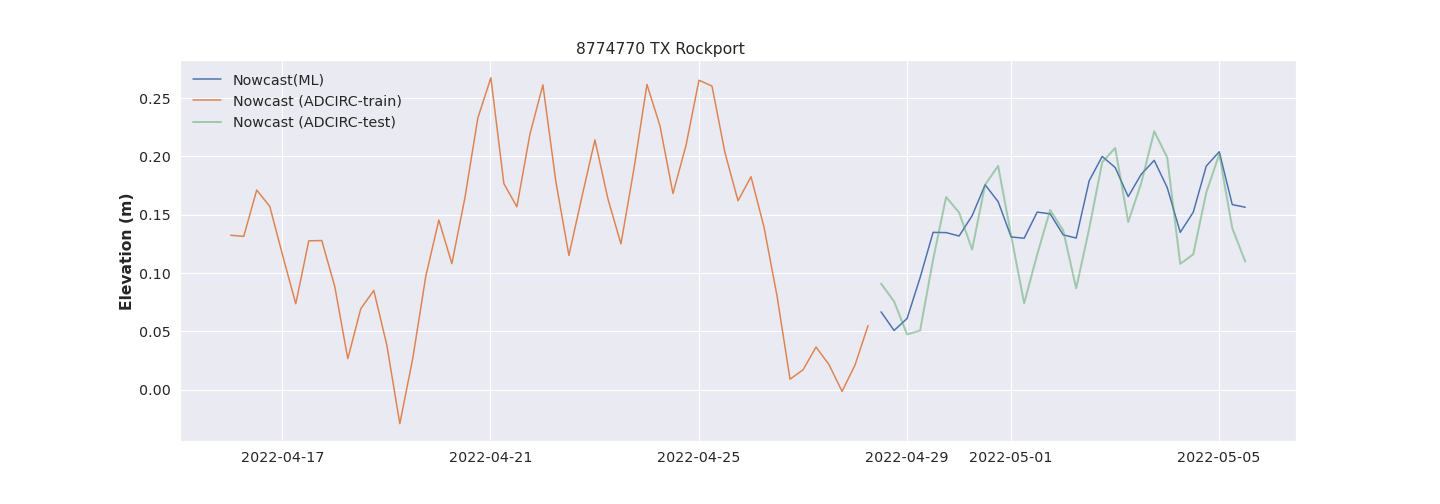 8774770 TX Rockport
Nowcast(ML)
Nowcast (ADCIRC-train)
Nowcast (ADCIRC-test)
Elevation (m)
0.25
0.20
0.15
0.10
0.05
0.00
2022-04-17 2022-04-21 2022-04-25 2022-04-29 2022-05-01 2022-05-05